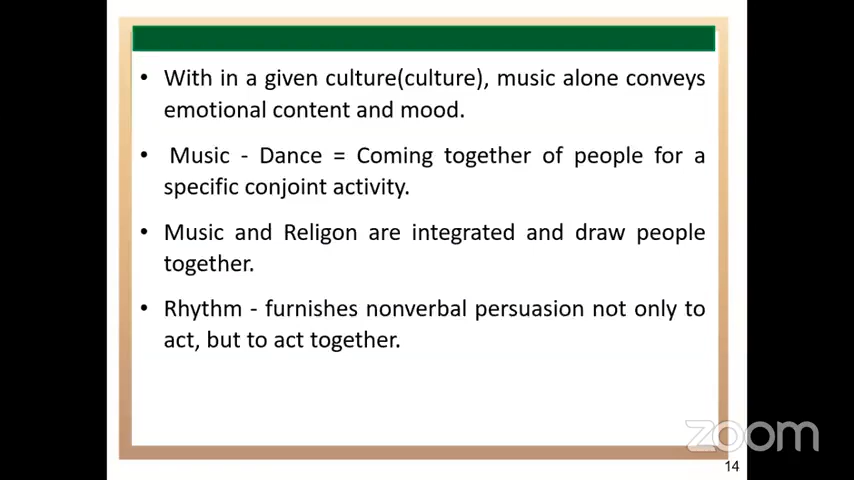 • With in a given culture(culture), music alone conveys
emotional content and mood.
• Music - Dance = Coming together of people for a
specific conjoint activity.
• Music and Religon are integrated and draw people
together.
• Rhythm - furnishes nonverbal persuasion not only to
act, but to act together.
zoom
14